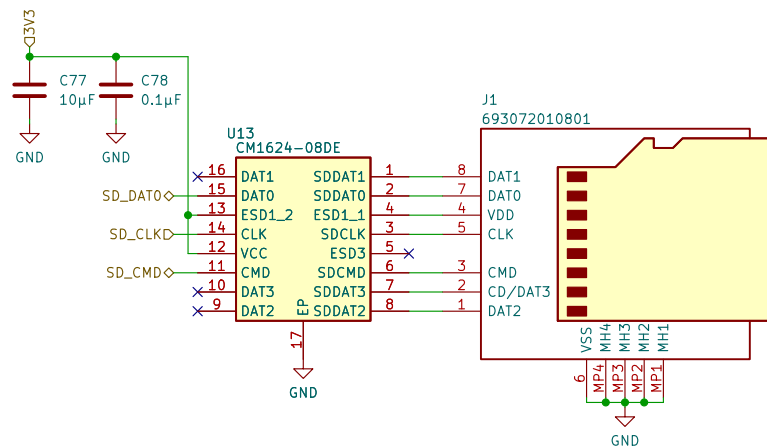 3V3
C77
10µF
C78
0.1µF
GND
GND
J1
693072010801
U13
CM1624-08DE
16 DAT1 SDDAT1 1 8 DAT1
SD_DAT0 15 DAT0 SDDAT0 2 7 DAT0
13 ESD1_2 ESD1_1 4 4 VDD
SD_CLK 14 CLK SDCLK 3 5 CLK
12 VCC ESD3 5
SD_CMD 11 CMD SDCMD 6 3 CMD
10 DAT3 SDDAT3 7 2 CD/DAT3
9 DAT2 SDDAT2 8 1 DAT2
EP
17
GND
VSS MH4 MH3 MH2 MH1
6 MP4 MP3 MP2 MP1
GND